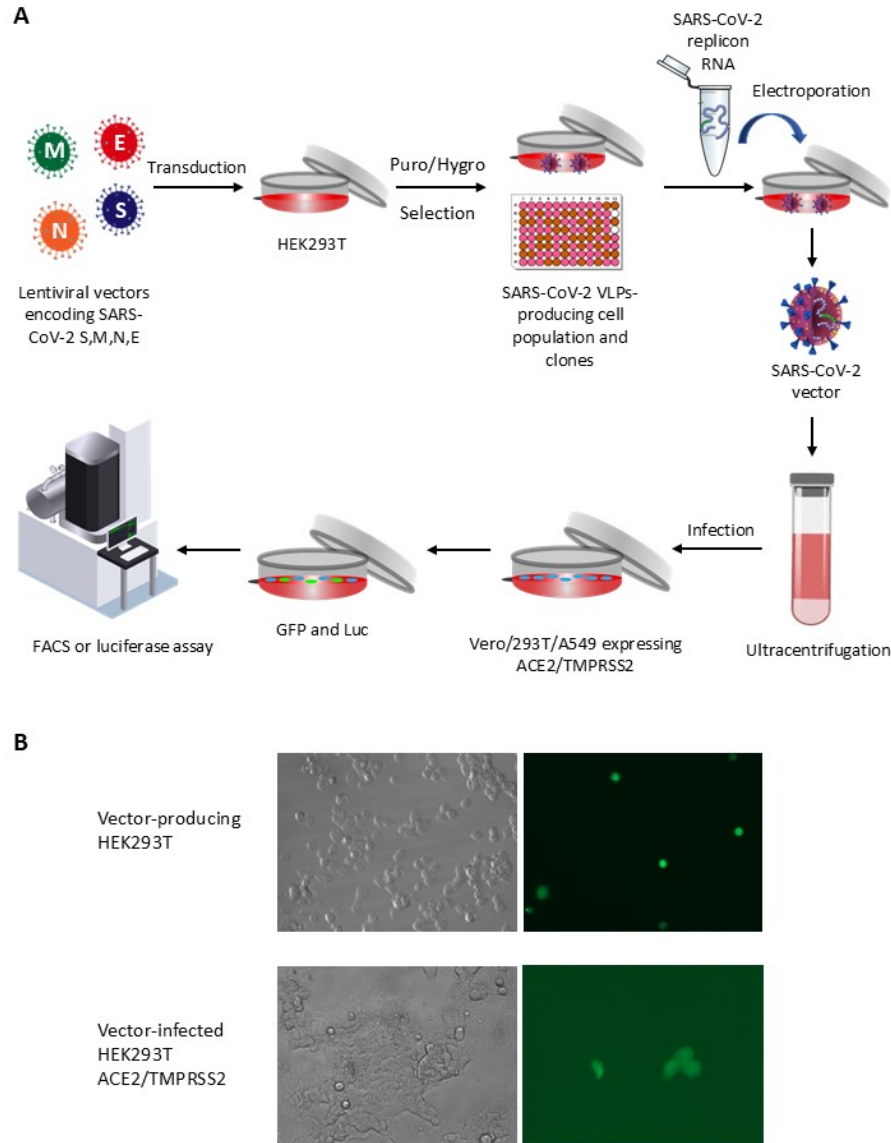 A
SARS-CoV-2
replicon
RNA
Electroporation
M
E
N
S
Transduction
Puro/Hygro
Selection
HEK293T
Lentiviral vectors
encoding SARS-
CoV-2 S,M,N,E
SARS-CoV-2 VLPs-
producing cell
population and
clones
SARS-CoV-2
vector
Infection
Ultracentrifugation
Vero/293T/A549 expressing
ACE2/TMPRSS2
GFP and Luc
FACS or luciferase assay
B
Vector-producing
HEK293T
Vector-infected
HEK293T
ACE2/TMPRSS2